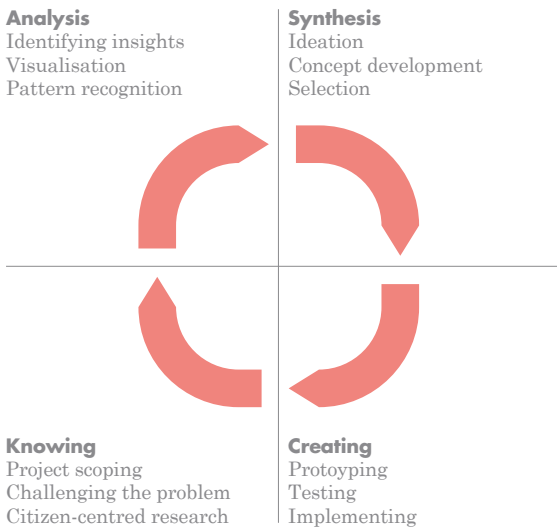 Analysis
Identifying insights
Visualisation
Pattern recognition
Synthesis
Ideation
Concept development
Selection
Knowing
Project scoping
Challenging the problem
Citizen-centred research
Creating
Protoyping
Testing
Implementing